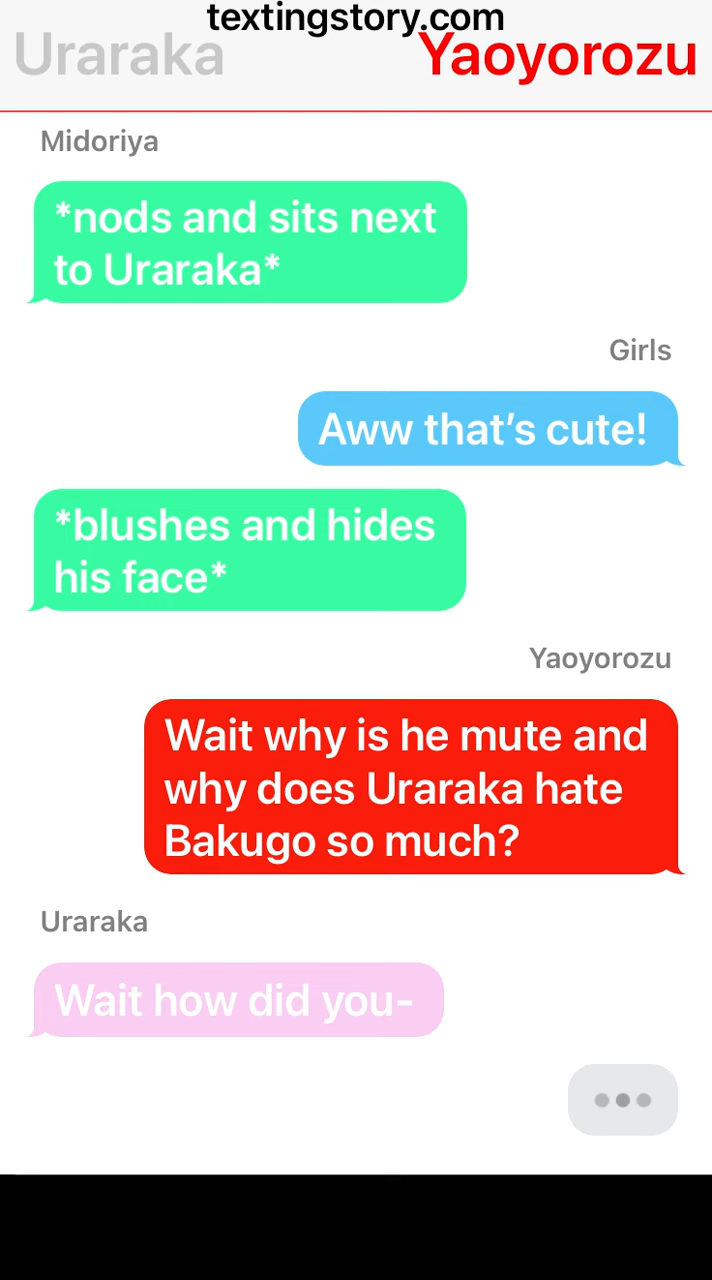 textingstory.com
Uraraka
Yaoyorozu
Midoriya
*nods and sits next
to Uraraka*
Girls
Aww that’s cute!
*blushes and hides
his face*
Yaoyorozu
Wait why is he mute and
why does Uraraka hate
Bakugo so much?
Uraraka
Wait how did you-